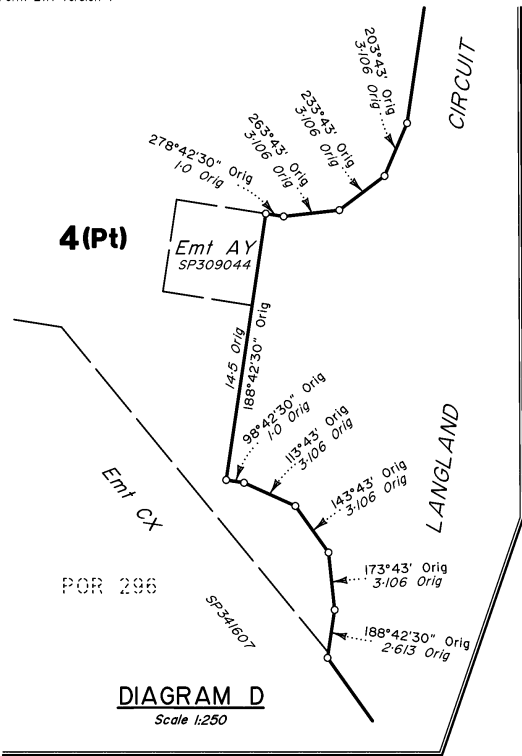 203°43' Orig
3·106 Orig
CIRCUIT
233°43' Orig
3·106 Orig
263°43' Orig
3·106 Orig
278°42'30" Orig
1·0 Orig
4(Pt)
Emt AY
SP309044
14·5 Orig
188°42'30" Orig
98°42'30" Orig
1·0 Orig
113°43' Orig
3·106 Orig
143°43' Orig
3·106 Orig
LANGLAND
Emt CX
173°43' Orig
3·106 Orig
POR 296
SP341607
188°42'30" Orig
2·613 Orig
DIAGRAM D
Scale 1:250